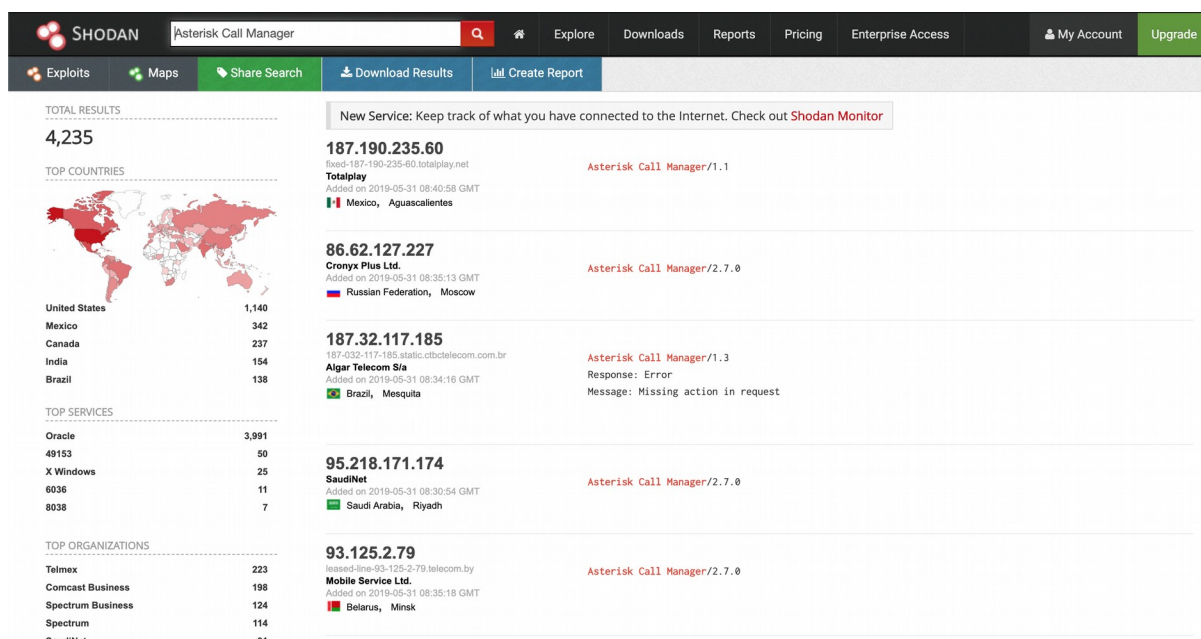 SHODAN
Asterisk Call Manager
Explore
Downloads
Reports
Pricing
Enterprise Access
My Account
Upgrade
Exploits
Maps
Share Search
Download Results
Create Report
TOTAL RESULTS
4,235
TOP COUNTRIES
United States 1,140
Mexico 342
Canada 237
India 154
Brazil 138
TOP SERVICES
Oracle 3,991
49153 50
X Windows 25
6036 11
8038 7
TOP ORGANIZATIONS
Telmex 223
Comcast Business 198
Spectrum Business 124
Spectrum 114
New Service: Keep track of what you have connected to the Internet. Check out Shodan Monitor
187.190.235.60
fixed-187-190-235-60.totalplay.net
Totalplay
Added on 2019-05-31 08:40:58 GMT
Mexico, Aguascalientes
Asterisk Call Manager/1.1
86.62.127.227
Cronyx Plus Ltd.
Added on 2019-05-31 08:35:13 GMT
Russian Federation, Moscow
Asterisk Call Manager/2.7.0
187.32.117.185
187-032-117-185.static.ctbctelecom.com.br
Algar Telecom S/a
Added on 2019-05-31 08:34:16 GMT
Brazil, Mesquita
Asterisk Call Manager/1.3
Response: Error
Message: Missing action in request
95.218.171.174
SaudiNet
Added on 2019-05-31 08:30:54 GMT
Saudi Arabia, Riyadh
Asterisk Call Manager/2.7.0
93.125.2.79
leased-line-93-125-2-79.telecom.by
Mobile Service Ltd.
Added on 2019-05-31 08:35:18 GMT
Belarus, Minsk
Asterisk Call Manager/2.7.0